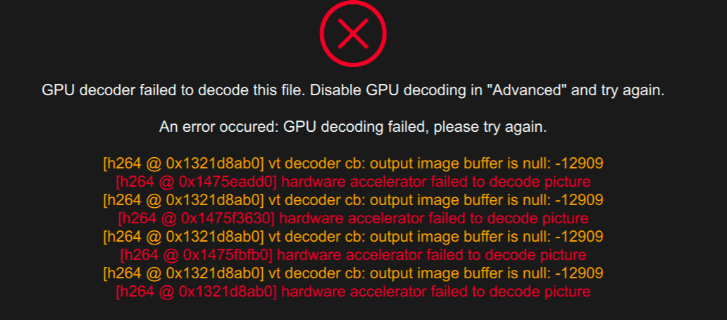 GPU decoder failed to decode this file. Disable GPU decoding in "Advanced" and try again.
An error occured: GPU decoding failed, please try again.
[h264 @ 0x1321d8ab0] vt decoder cb: output image buffer is null: -12909
[h264 @ 0x1475eadd0] hardware accelerator failed to decode picture
[h264 @ 0x1321d8ab0] vt decoder cb: output image buffer is null: -12909
[h264 @ 0x1475f3630] hardware accelerator failed to decode picture
[h264 @ 0x1321d8ab0] vt decoder cb: output image buffer is null: -12909
[h264 @ 0x1475fbfb0] hardware accelerator failed to decode picture
[h264 @ 0x1321d8ab0] vt decoder cb: output image buffer is null: -12909
[h264 @ 0x1321d8ab0] hardware accelerator failed to decode picture